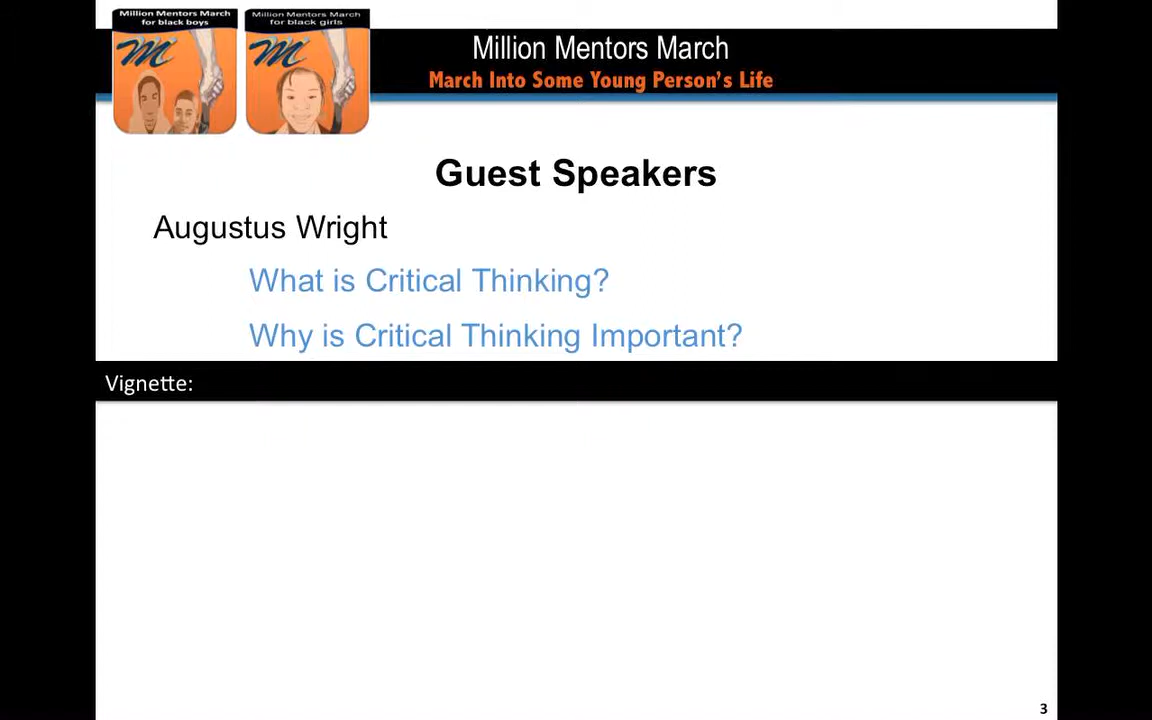 Million Mentors March
for black boys
Million Mentors March
for black girls
Million Mentors March
March Into Some Young Person's Life
Guest Speakers
Augustus Wright
What is Critical Thinking?
Why is Critical Thinking Important?
Vignette:
3